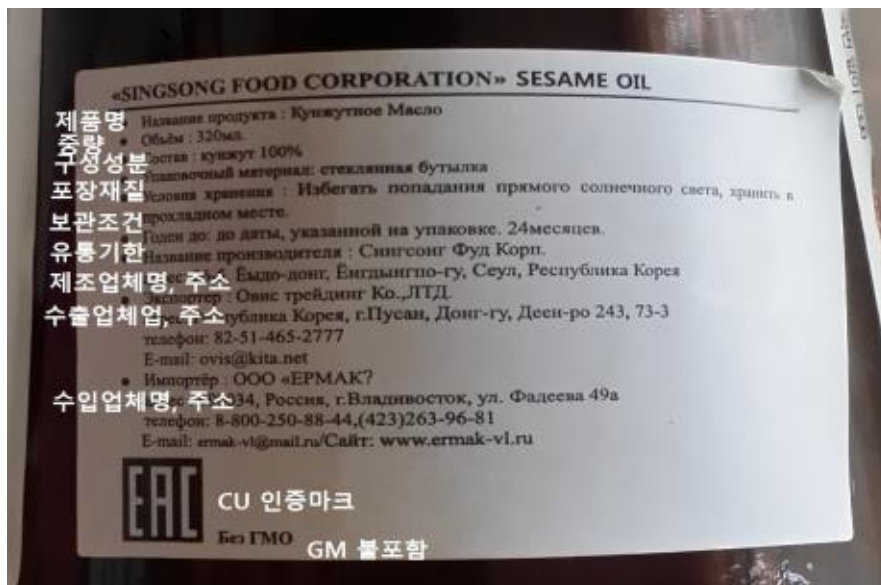 «SINGSONG FOOD CORPORATION» SESAME OIL
제품명 Название продукта : Кунжутное Масло
중량 Объём : 320мл.
구성성분 Состав : кунжут 100%
포장재질 Упаковочный материал: стеклянная бутылка
보관조건 Условия хранения : Избегать попадания прямого солнечного света, хранить в
прохладном месте.
유통기한 Годен до: до даты, указанной на упаковке. 24месяцев.
Название производителя : Сингсонг Фуд Корп.
제조업체명, 주소 Ёыдо-донг, Ёнгдынгпо-гу, Сеул, Республика Корея
Экспортер : Овис трейдинг Ко.,ЛТД.
수출업체업, 주소 Корея, г.Пусан, Донг-гу, Деен-ро 243, 73-3
телефон: 82-51-465-2777
E-mail: ovis@kita.net
Импортёр : ООО «ЕРМАК?
수입업체명, 주소 Россия, г.Владивосток, ул. Фадеева 49а
телефон: 8-800-250-88-44,(423)263-96-81
E-mail: ermak-vl@mail.ru/Сайт: www.ermak-vl.ru
EAC CU 인증마크
Без ГМО
GM 불포함